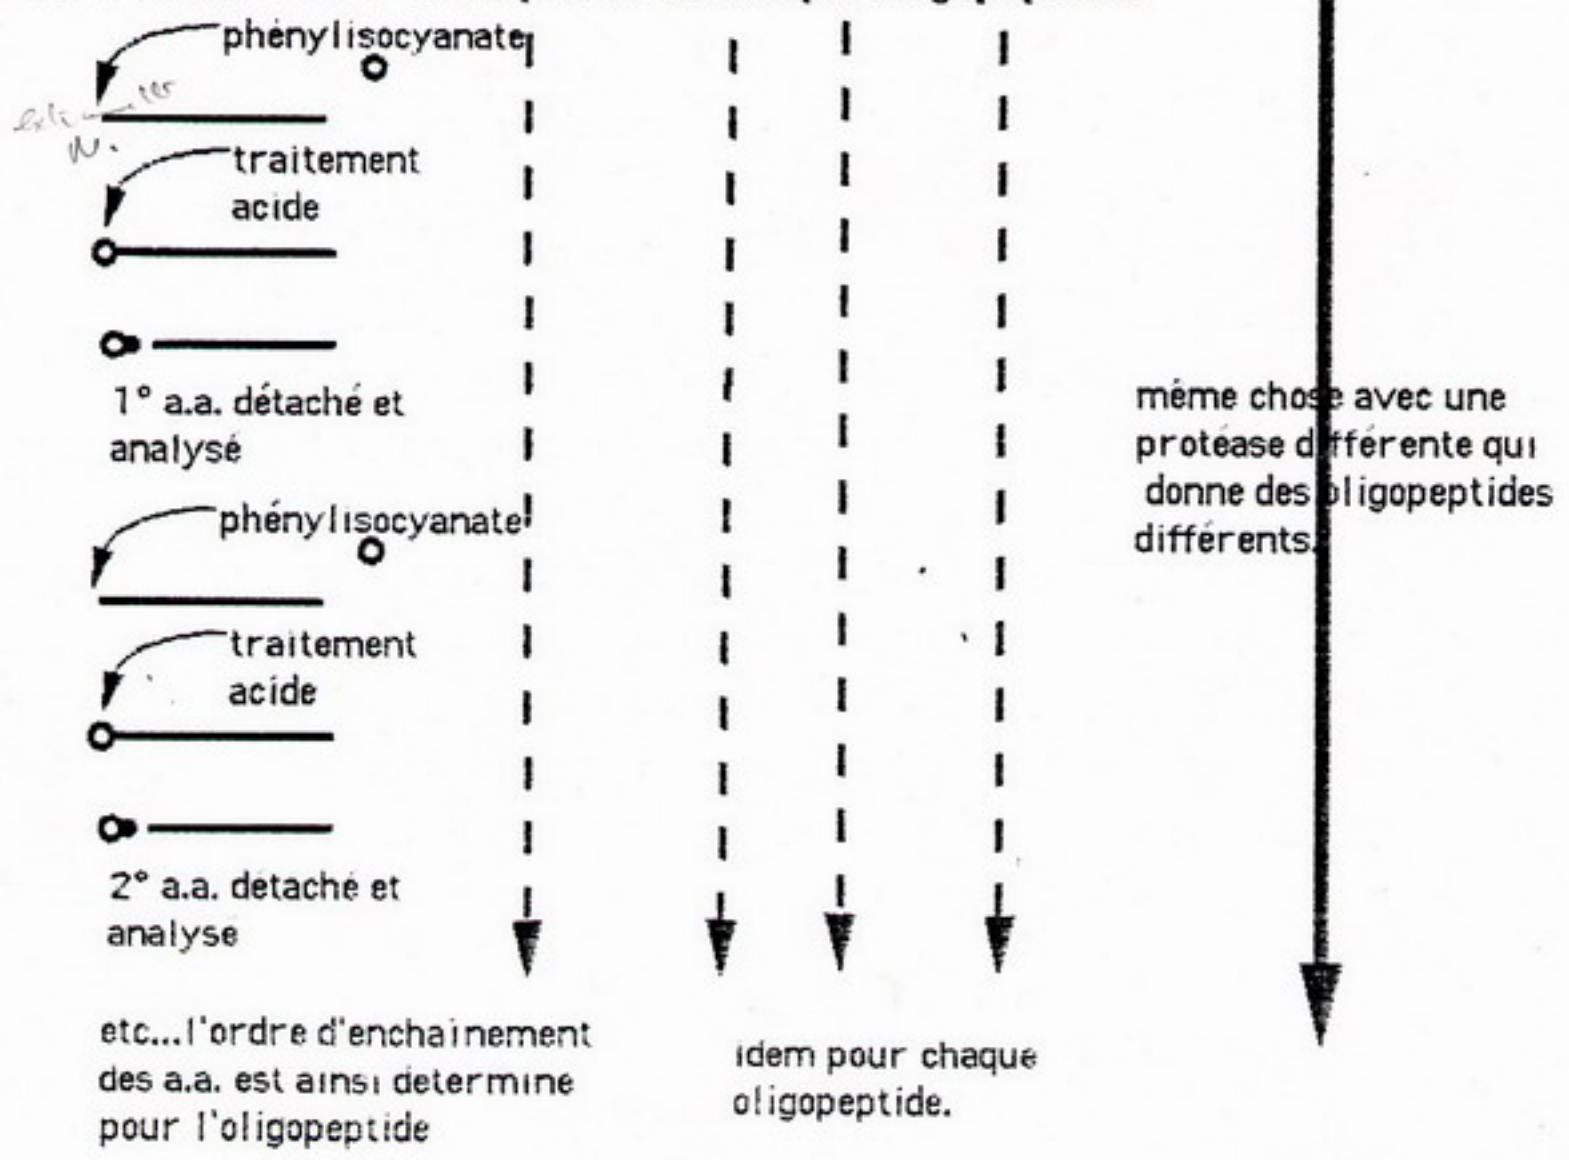 phénylisocyanate
traitement
acide
1° a.a. détaché et
analysé
phénylisocyanate
traitement
acide
2° a.a. détaché et
analyse
etc...l'ordre d'enchainement
des a.a. est ainsi determine
pour l'oligopeptide
idem pour chaque
oligopeptide.
même chose avec une
protéase différente qui
donne des oligopeptides
différents.